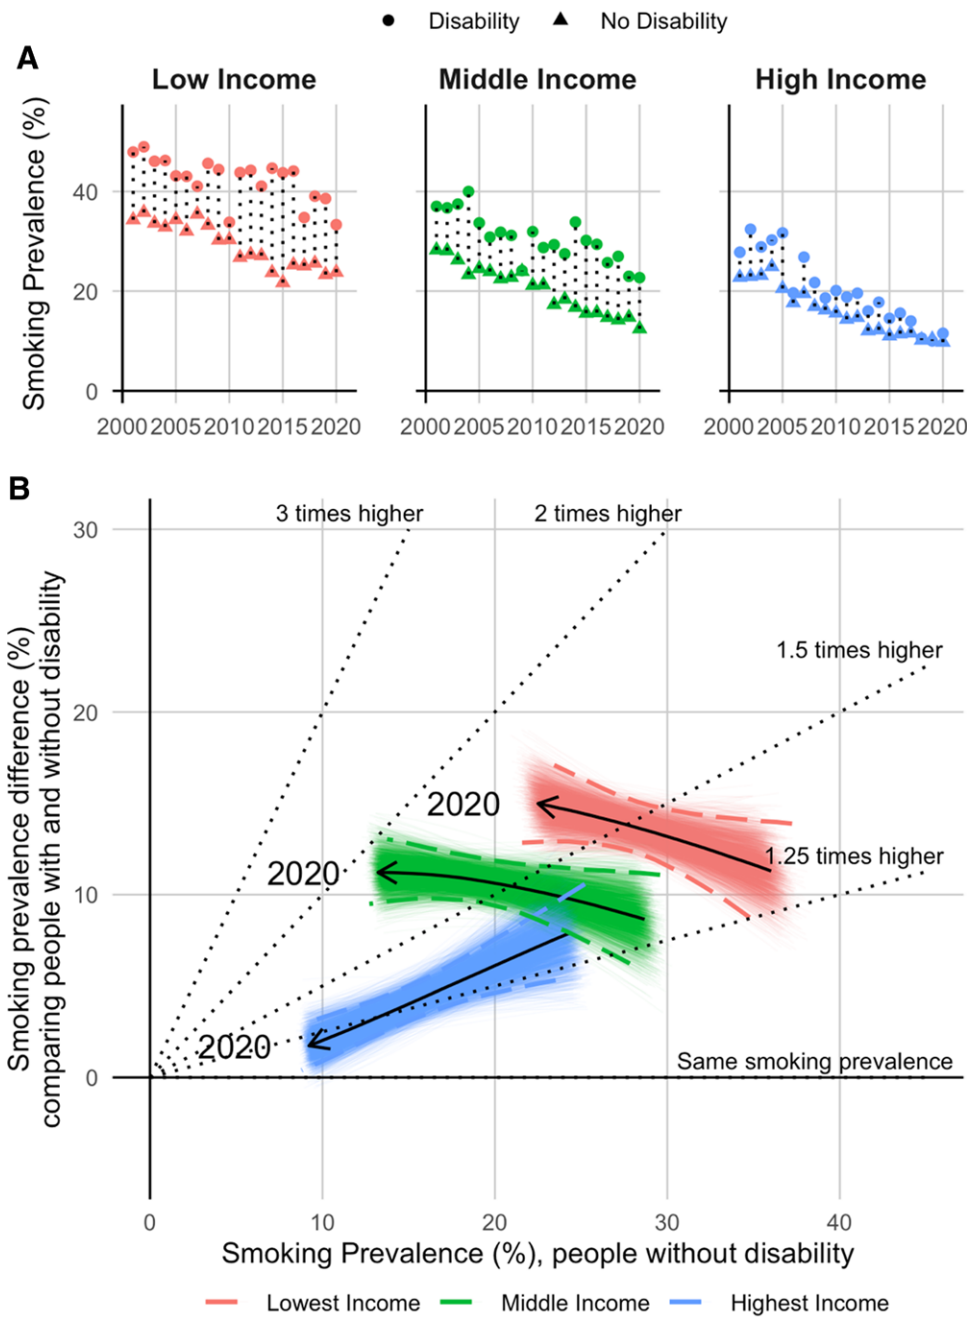 Disability No Disability
A
Low Income Middle Income High Income
Smoking Prevalence (%)
40
20
0
2000 2005 2010 2015 2020 2000 2005 2010 2015 2020 2000 2005 2010 2015 2020
B
3 times higher 2 times higher
30
1.5 times higher
20
2020
1.25 times higher
2020
10
2020
Same smoking prevalence
0
Smoking prevalence difference (%)
comparing people with and without disability
0 10 20 30 40
Smoking Prevalence (%), people without disability
Lowest Income Middle Income Highest Income